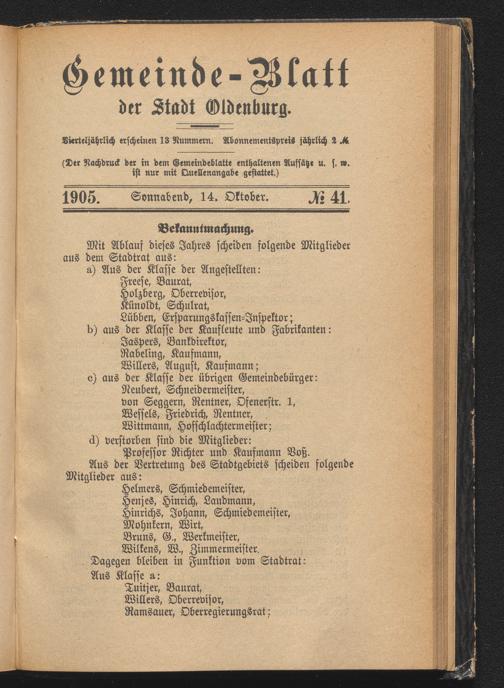 Gemeinde-Blatt
der Stadt Oldenburg.
Vierteljährlich erscheinen 13 Nummern. Abonnementspreis jährlich 2 ℳ
(Der Nachdruck der in dem Gemeindeblatte enthaltenen Aufsätze u. s. w.
ist nur mit Quellenangabe gestattet.)
1905. Sonnabend, 14. Oktober. № 41.
Bekanntmachung.
Mit Ablauf dieses Jahres scheiden folgende Mitglieder
aus dem Stadtrat aus:
a) Aus der Klasse der Angestellten:
Freese, Baurat,
Holzberg, Oberrevisor,
Künoldt, Schulrat,
Lübben, Ersparungskassen-Inspektor;
b) aus der Klasse der Kaufleute und Fabrikanten:
Jaspers, Bankdirektor,
Nabeling, Kaufmann,
Willers, August, Kaufmann;
c) aus der Klasse der übrigen Gemeindebürger:
Neubert, Schneidermeister,
von Seggern, Rentner, Ofenerstr. 1,
Wessels, Friedrich, Rentner,
Wittmann, Hofschlachtermeister;
d) verstorben sind die Mitglieder:
Professor Richter und Kaufmann Voß.
Aus der Vertretung des Stadtgebiets scheiden folgende
Mitglieder aus:
Helmers, Schmiedemeister,
Henjes, Hinrich, Landmann,
Hinrichs, Johann, Schmiedemeister,
Mohnkern, Wirt,
Bruns, G., Werkmeister,
Wilkens, W., Zimmermeister.
Dagegen bleiben in Funktion vom Stadtrat:
Aus Klasse a:
Tuitjer, Baurat,
Willers, Oberrevisor,
Ramsauer, Oberregierungsrat;